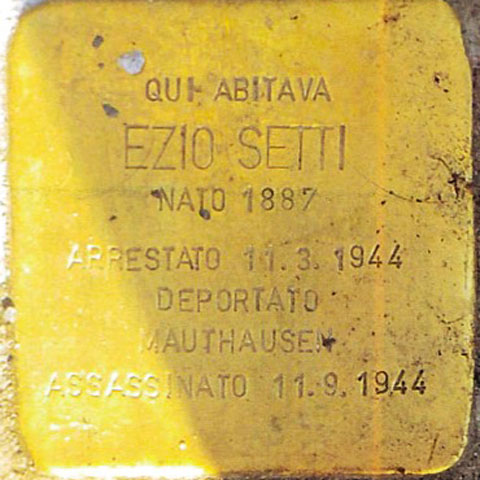 QUI ABITAVA
EZIO SETTI
NATO 1887
ARRESTATO 11.3.1944
DEPORTATO
MAUTHAUSEN
ASSASSINATO 11.9.1944